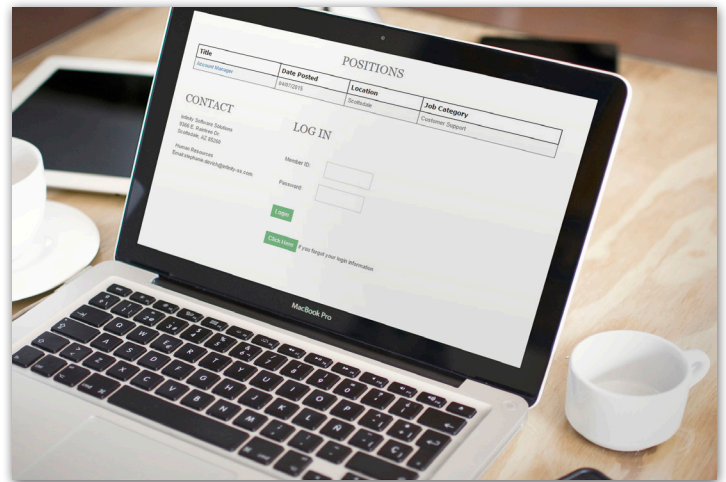 POSITIONS
Title Date Posted Location Job Category
Account Manager 04/07/2015 Scottsdale Customer Support
CONTACT
Infinity Software Solutions
Scottsdale, AZ 85260
Human Resources
LOG IN
Member ID:
Password:
Login
Click Here if you forgot your login information
MacBook Pro